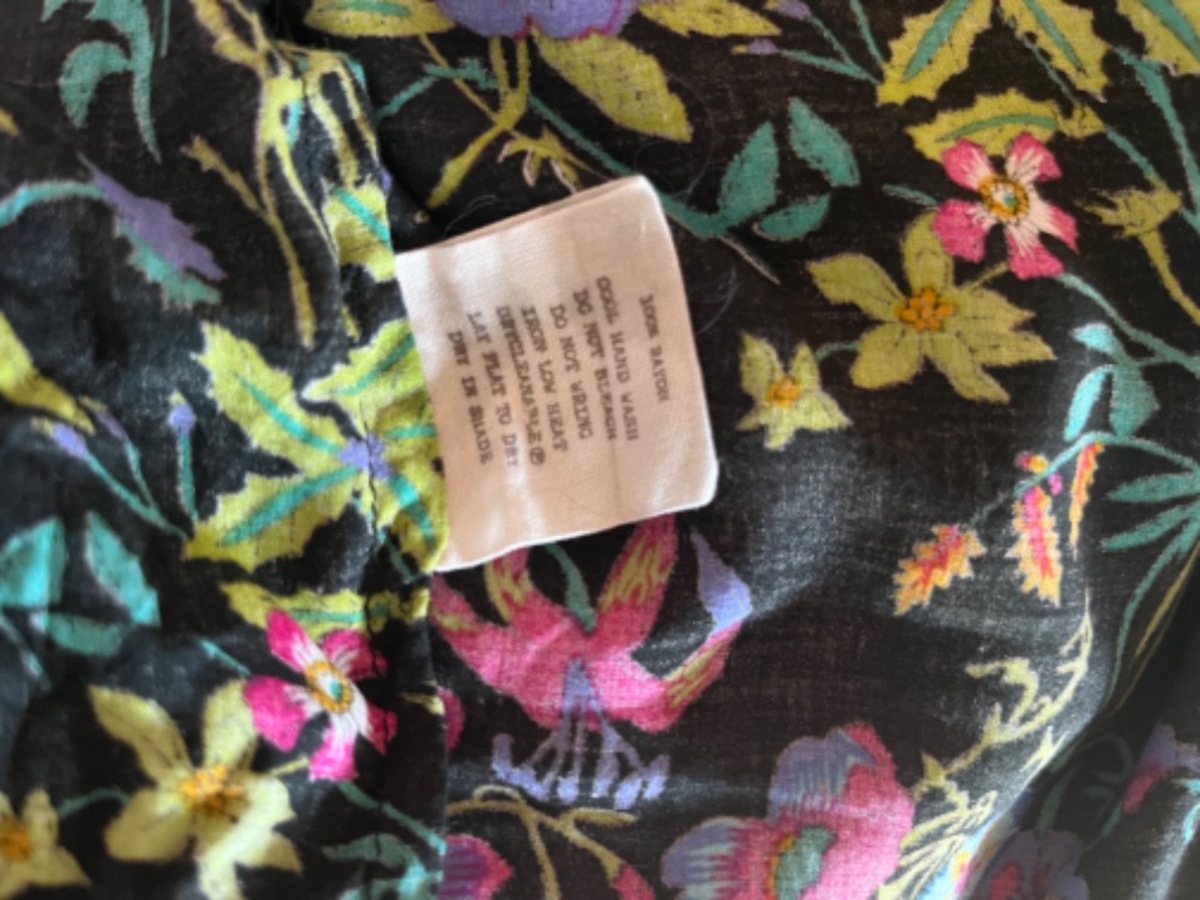 100% RAYON
COOL HAND WASH
DO NOT BLEACH
DO NOT WRING
IRON LOW HEAT
DRYCLEANABLE Ⓟ
LAY FLAT TO DRY
DRY IN SHADE